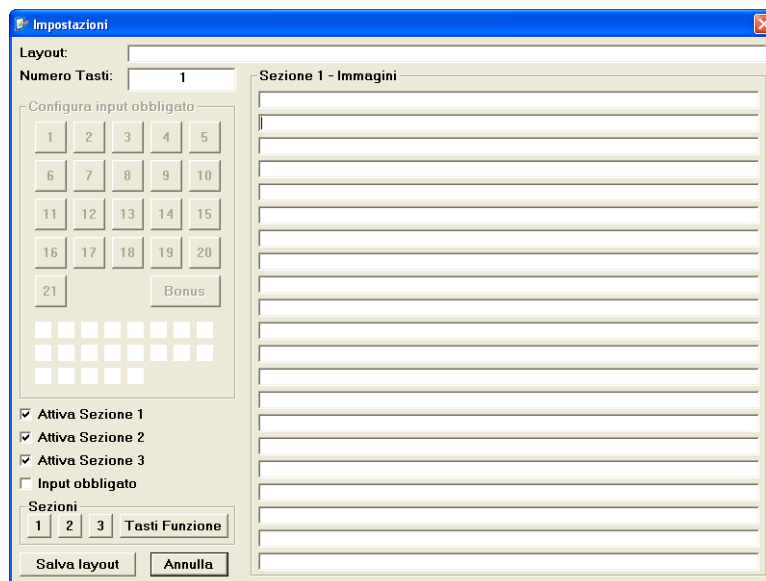 Impostazioni
Layout:
Numero Tasti: 1
Sezione 1 - Immagini
Configura input obbligato
1 2 3 4 5
6 7 8 9 10
11 12 13 14 15
16 17 18 19 20
21 Bonus
Attiva Sezione 1
Attiva Sezione 2
Attiva Sezione 3
Input obbligato
Sezioni
1 2 3 Tasti Funzione
Salva layout Annulla